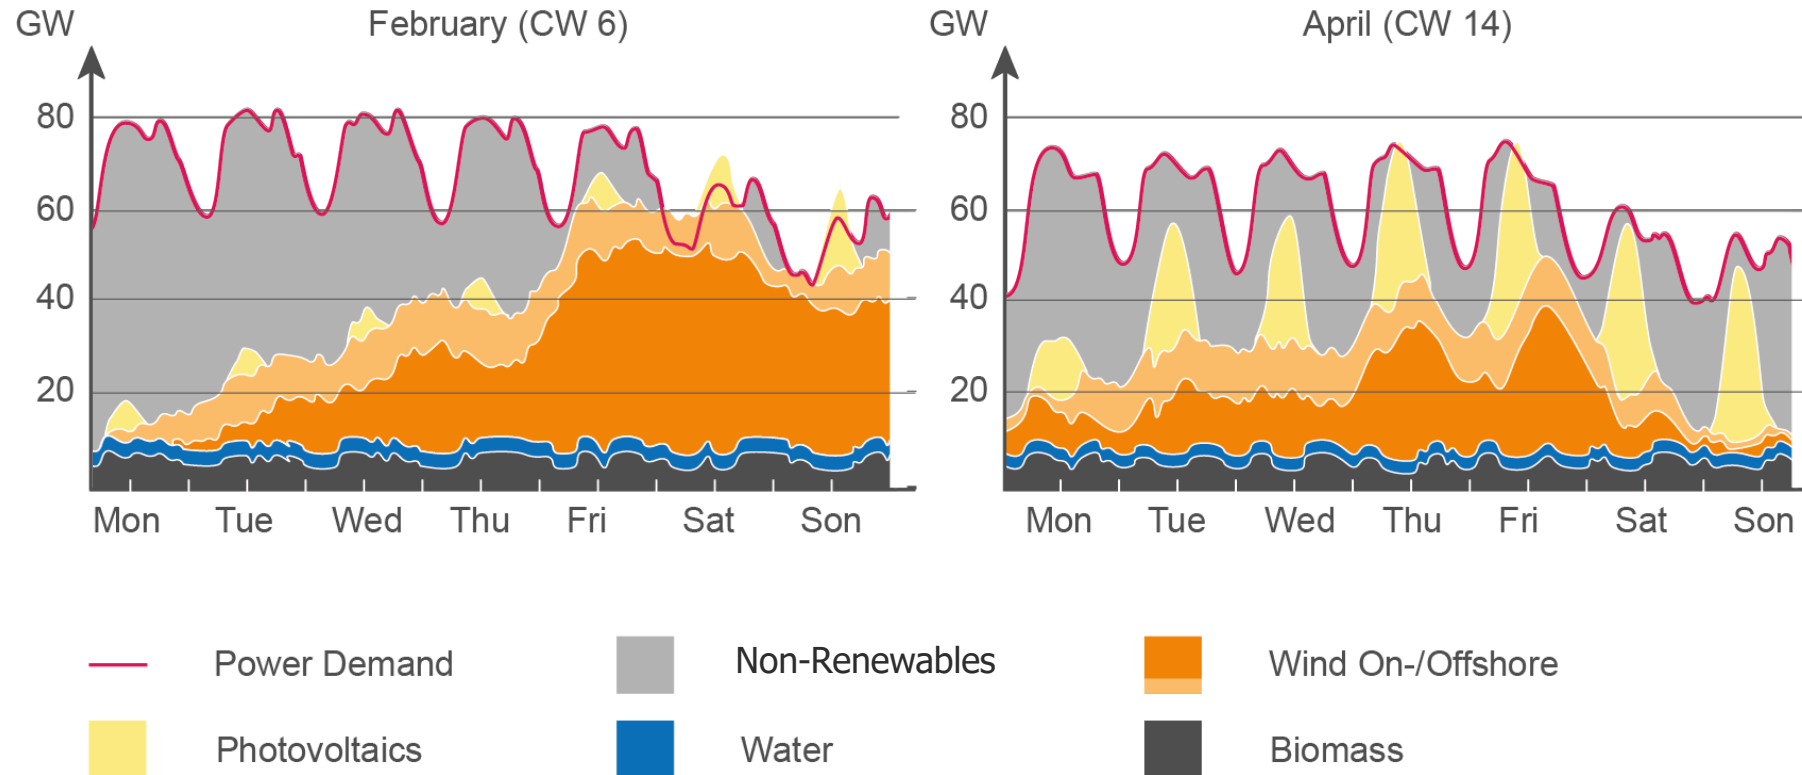 GW February (CW 6)
80
60
40
20
Mon Tue Wed Thu Fri Sat Son
GW April (CW 14)
80
60
40
20
Mon Tue Wed Thu Fri Sat Son
Power Demand Non-Renewables Wind On-/Offshore
Photovoltaics Water Biomass